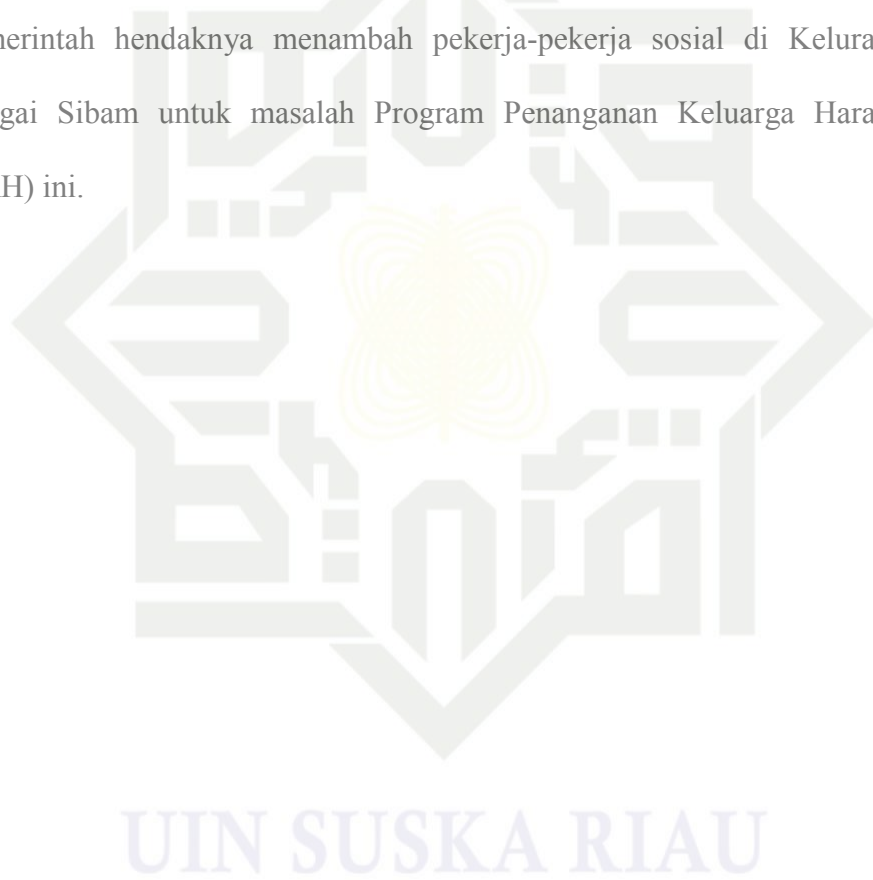 merintah hendaknya menambah pekerja-pekerja sosial di Kelura
gai Sibam untuk masalah Program Penanganan Keluarga Hara
H) ini.
UIN SUSKA RIAU